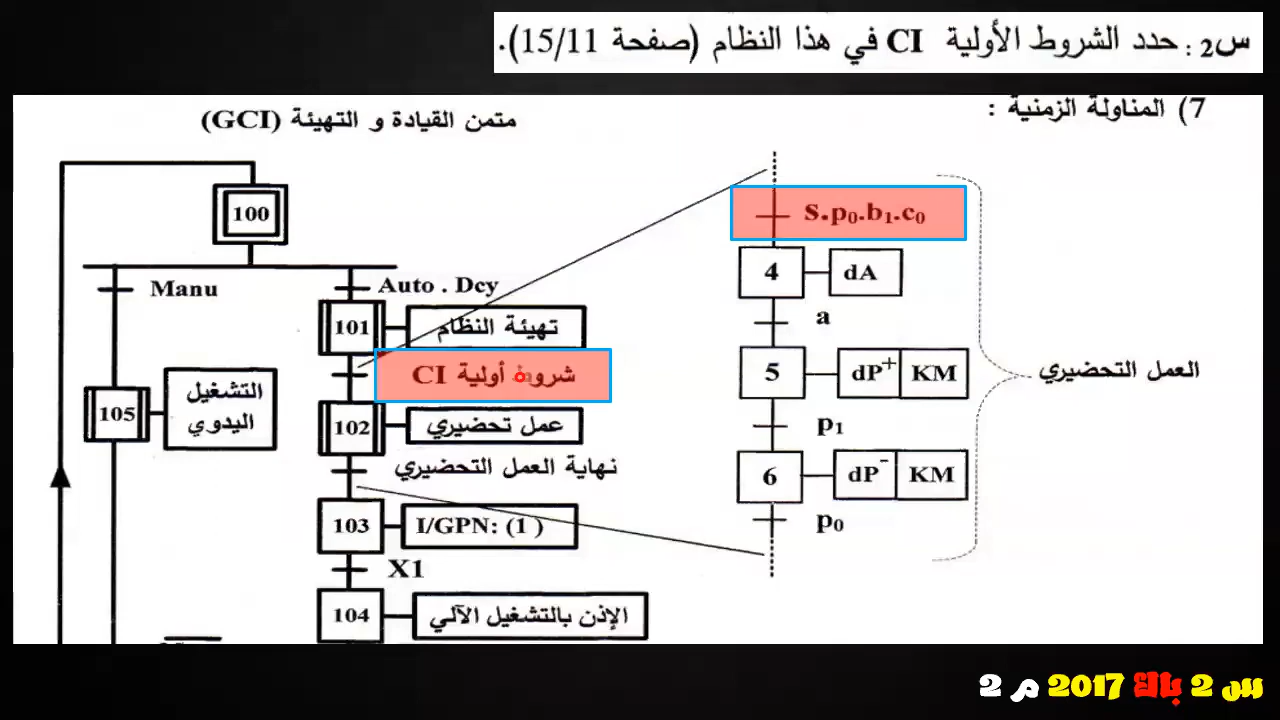 س2 : حدد الشروط الأولية CI في هذا النظام (صفحة 15/11).
7) المناولة الزمنية :
متمن القيادة و التهيئة (GCI)
100
Manu
Auto . Dcy
101
تهيئة النظام
شروط أولية CI
105
التشغيل
اليدوي
102
عمل تحضيري
نهاية العمل التحضيري
103
I/GPN: (1 )
X1
104
الإذن بالتشغيل الآلي
S.p₀.b₁.c₀
4
dA
a
5
dP⁺
KM
p₁
6
dP⁻
KM
p₀
العمل التحضيري
س 2 باك 2017 م 2